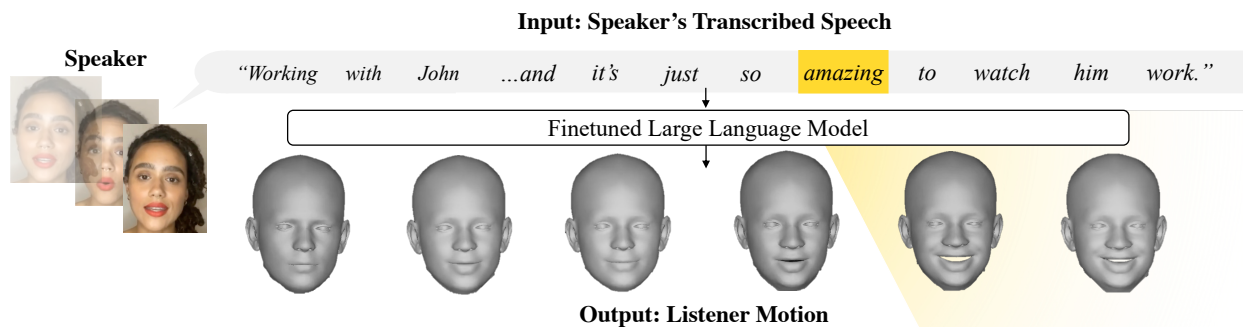 Input: Speaker’s Transcribed Speech
Speaker
“Working with John ...and it’s just so amazing to watch him work.”
Finetuned Large Language Model
Output: Listener Motion